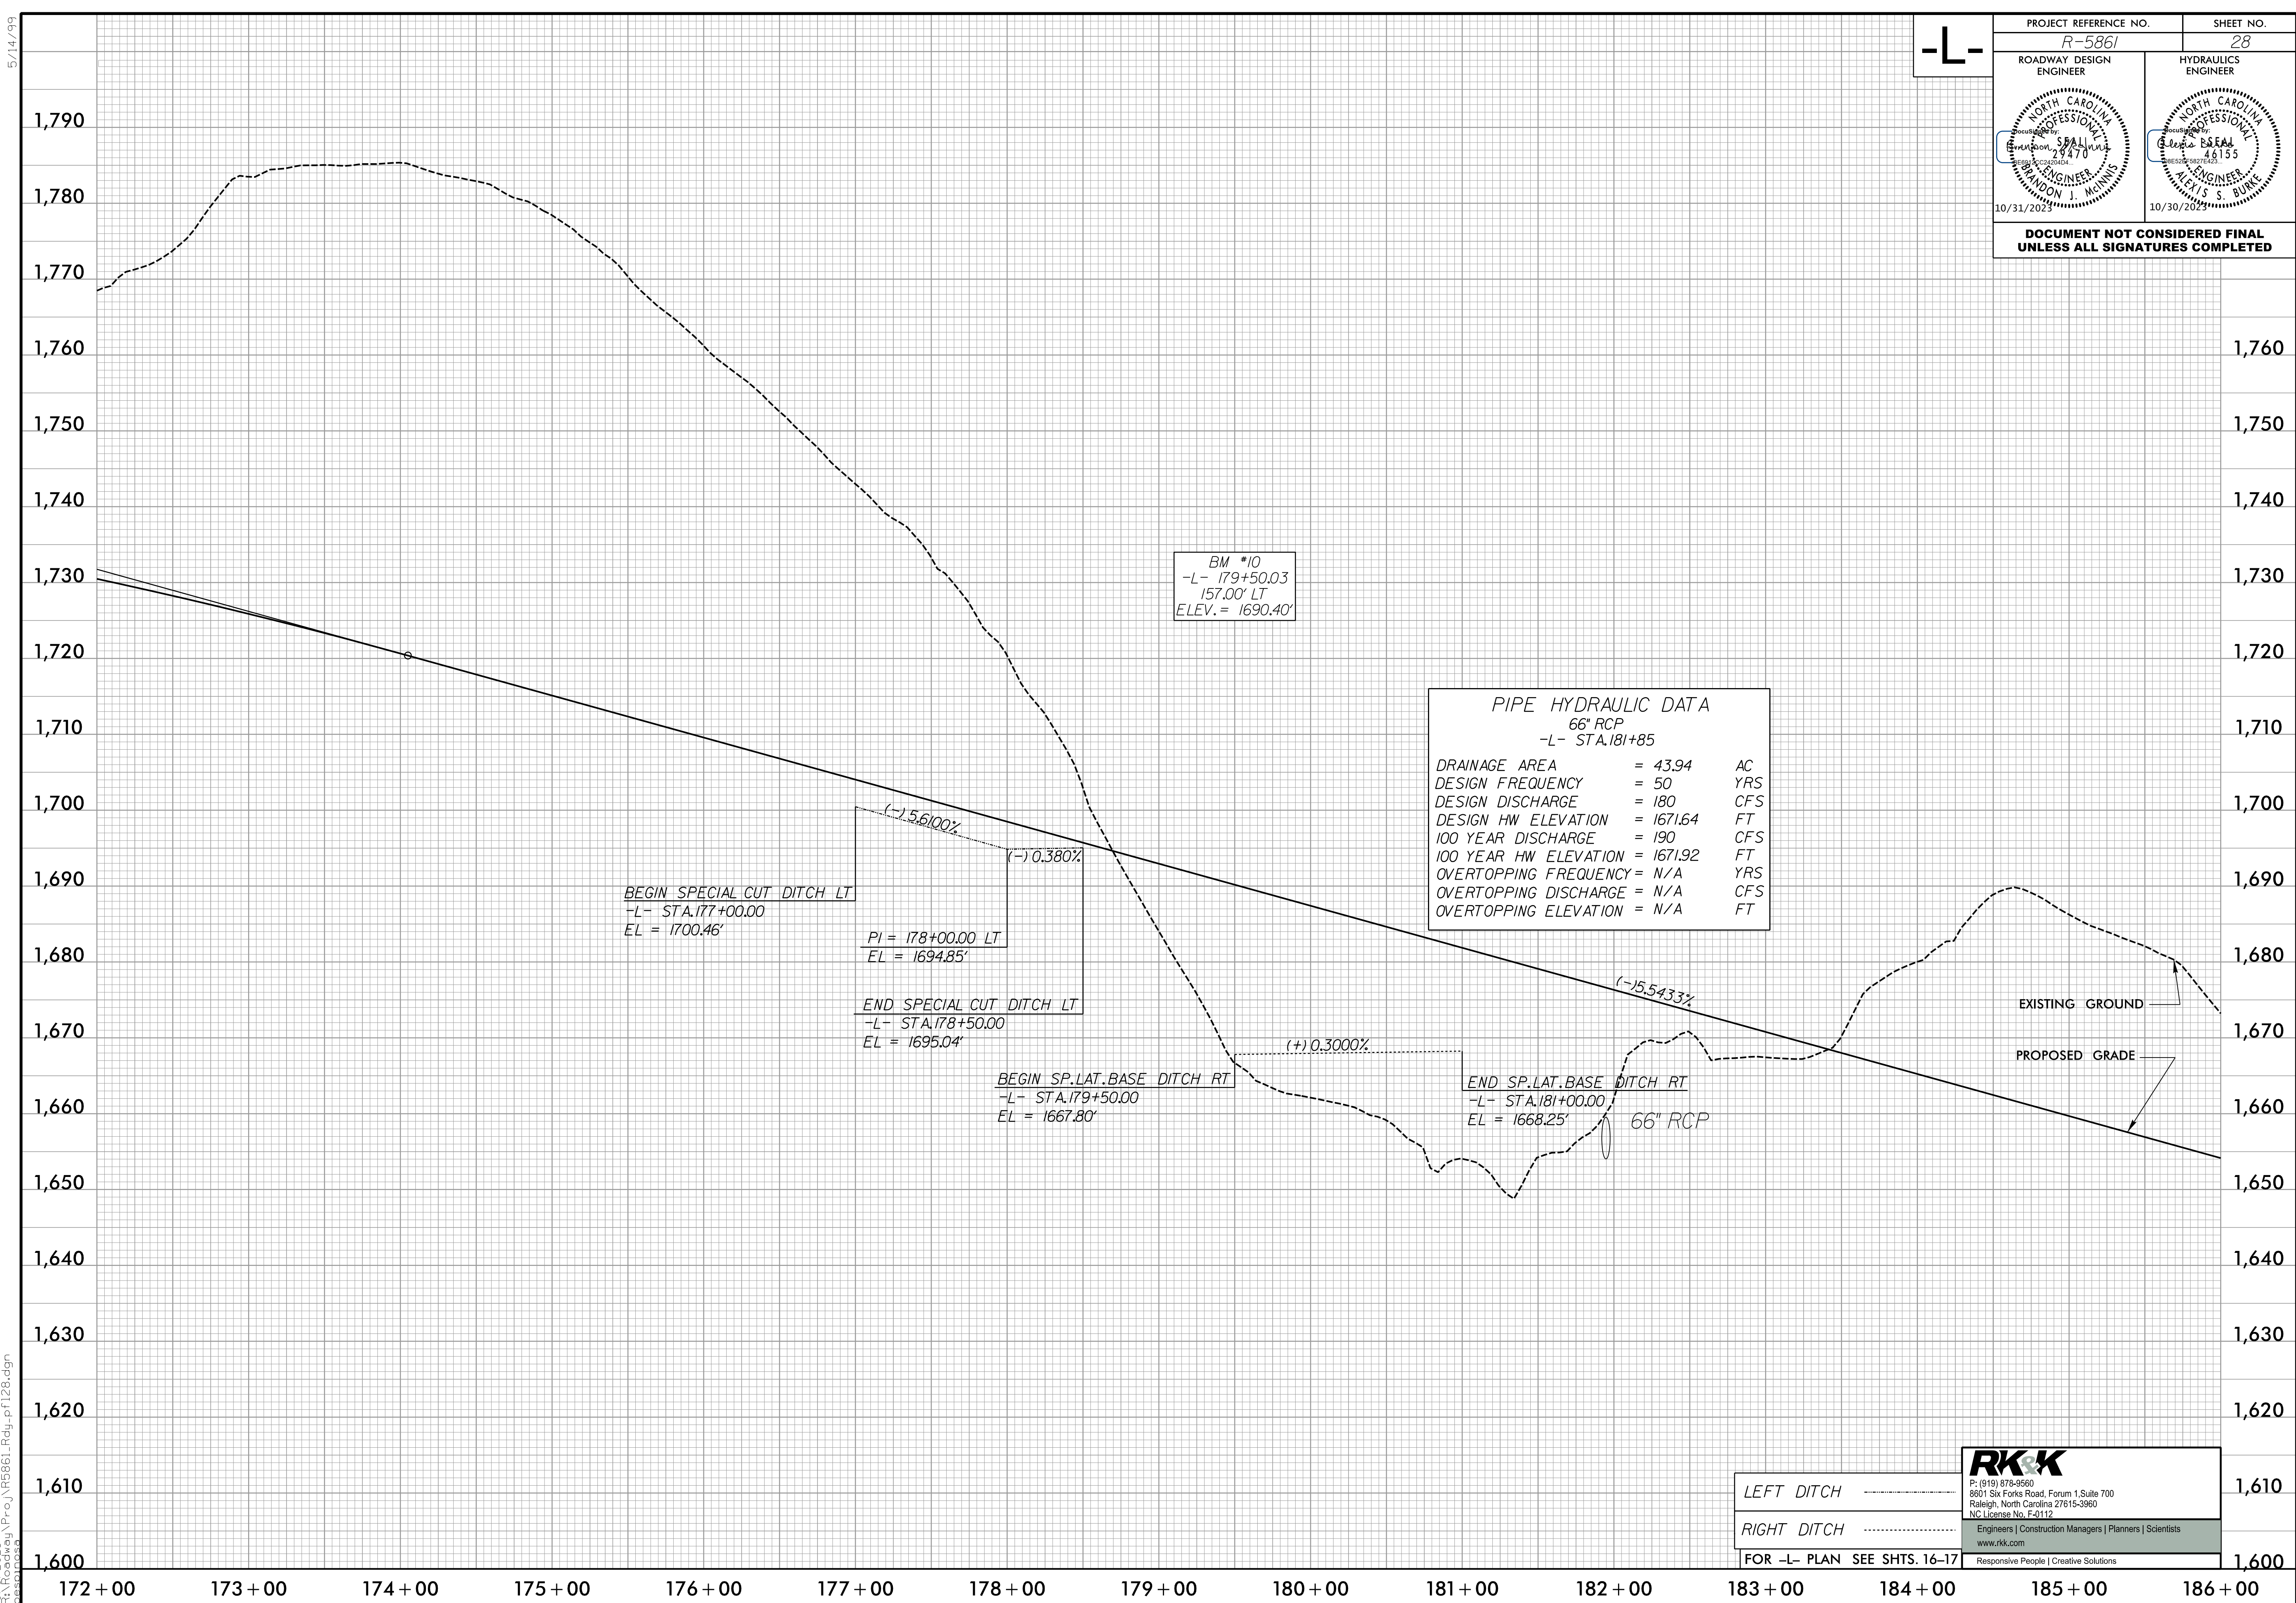 5/14/99
-L-
PROJECT REFERENCE NO.
SHEET NO.
R-5861
28
ROADWAY DESIGN
ENGINEER
HYDRAULICS
ENGINEER
NORTH CAROLINA
PROFESSIONAL
DocuSigned by:
SEAL
29470
ENGINEER
BRANDON J. McINNIS
10/31/2023
NORTH CAROLINA
PROFESSIONAL
DocuSigned by:
SEAL
46155
ENGINEER
ALEXIS S. BURKE
10/30/2023
DOCUMENT NOT CONSIDERED FINAL
UNLESS ALL SIGNATURES COMPLETED
1,790
1,780
1,770
1,760
1,760
1,750
1,750
1,740
1,740
1,730
1,730
1,720
1,720
1,710
1,710
1,700
1,700
1,690
1,690
1,680
1,680
1,670
1,670
1,660
1,660
1,650
1,650
1,640
1,640
1,630
1,630
1,620
1,620
1,610
1,610
1,600
1,600
BM #10
-L- 179+50.03
157.00' LT
ELEV.= 1690.40'
PIPE HYDRAULIC DATA
66" RCP
-L- STA.181+85
DRAINAGE AREA = 43.94 AC
DESIGN FREQUENCY = 50 YRS
DESIGN DISCHARGE = 180 CFS
DESIGN HW ELEVATION = 1671.64 FT
100 YEAR DISCHARGE = 190 CFS
100 YEAR HW ELEVATION = 1671.92 FT
OVERTOPPING FREQUENCY= N/A YRS
OVERTOPPING DISCHARGE = N/A CFS
OVERTOPPING ELEVATION = N/A FT
(-)5.6100%
(-)0.380%
BEGIN SPECIAL CUT DITCH LT
-L- STA.177+00.00
EL = 1700.46'
PI = 178+00.00 LT
EL = 1694.85'
END SPECIAL CUT DITCH LT
-L- STA.178+50.00
EL = 1695.04'
(-)5.5433%
EXISTING GROUND
(+)0.3000%
PROPOSED GRADE
BEGIN SP.LAT.BASE DITCH RT
-L- STA.179+50.00
EL = 1667.80'
END SP.LAT.BASE DITCH RT
-L- STA.181+00.00
EL = 1668.25'
66" RCP
LEFT DITCH
RIGHT DITCH
FOR -L- PLAN SEE SHTS. 16-17
RK&K
P: (919) 878-9560
8601 Six Forks Road, Forum 1,Suite 700
Raleigh, North Carolina 27615-3960
NC License No, F-0112
Engineers | Construction Managers | Planners | Scientists
www.rkk.com
Responsive People | Creative Solutions
172+00
173+00
174+00
175+00
176+00
177+00
178+00
179+00
180+00
181+00
182+00
183+00
184+00
185+00
186+00
R:\Roadway\Proj\R5861_Rdy_pfl28.dgn